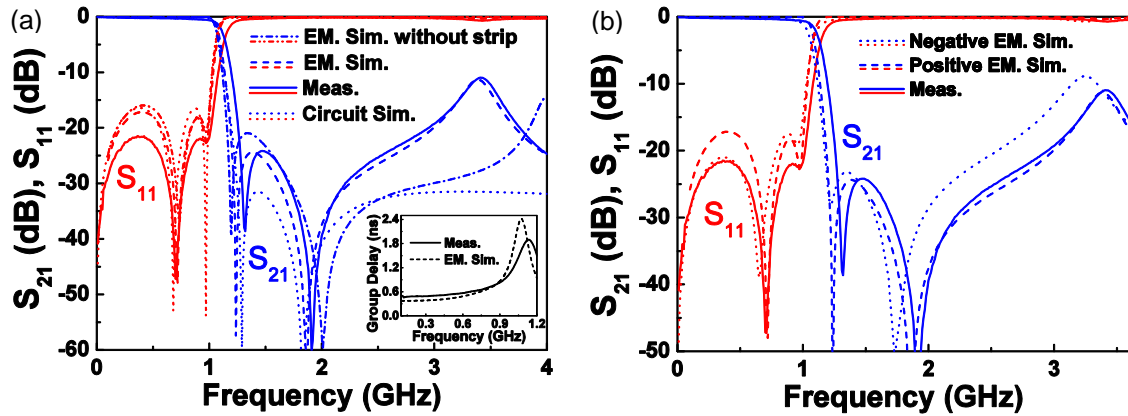 (a)
S21 (dB), S11 (dB)
0
-10
-20
-30
-40
-50
-60
EM. Sim. without strip
EM. Sim.
Meas.
Circuit Sim.
S11
S21
Group Delay (ns)
2.4
1.8
1.2
0.6
0.0
Meas.
EM. Sim.
0.3 0.6 0.9 1.2
Frequency (GHz)
0 1 2 3 4
Frequency (GHz)
(b)
S21 (dB), S11 (dB)
0
-10
-20
-30
-40
-50
Negative EM. Sim.
Positive EM. Sim.
Meas.
S21
S11
0 1 2 3
Frequency (GHz)